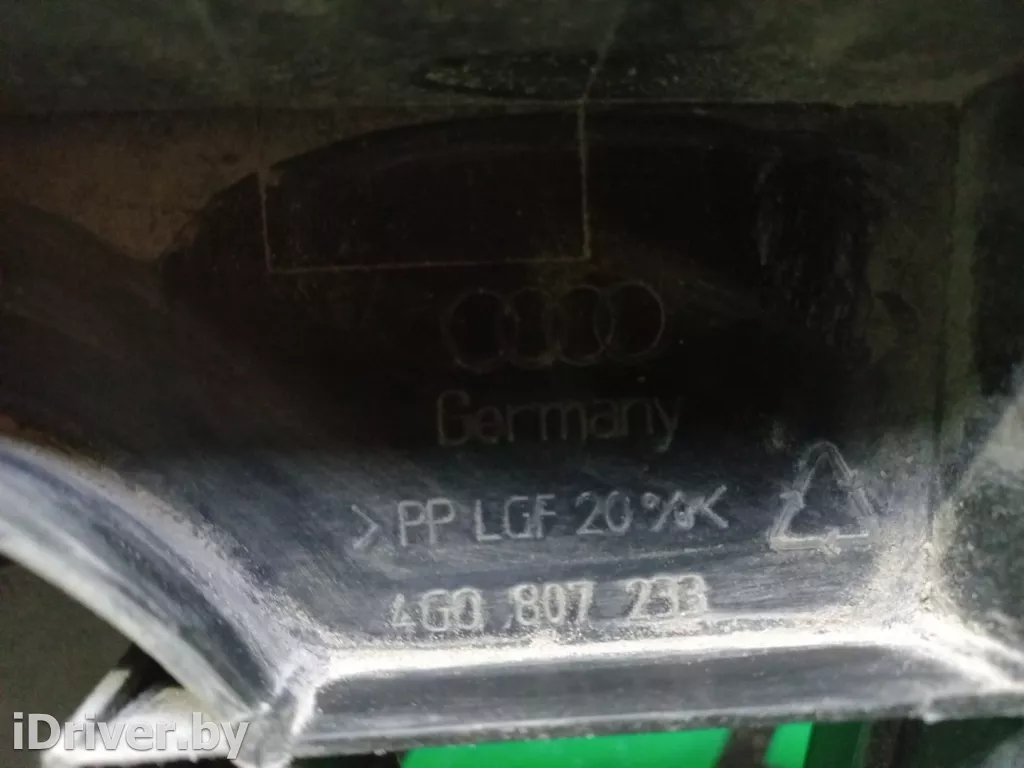 Germany
>PP LGF 20%<
4G0 807 233
iDriver.by